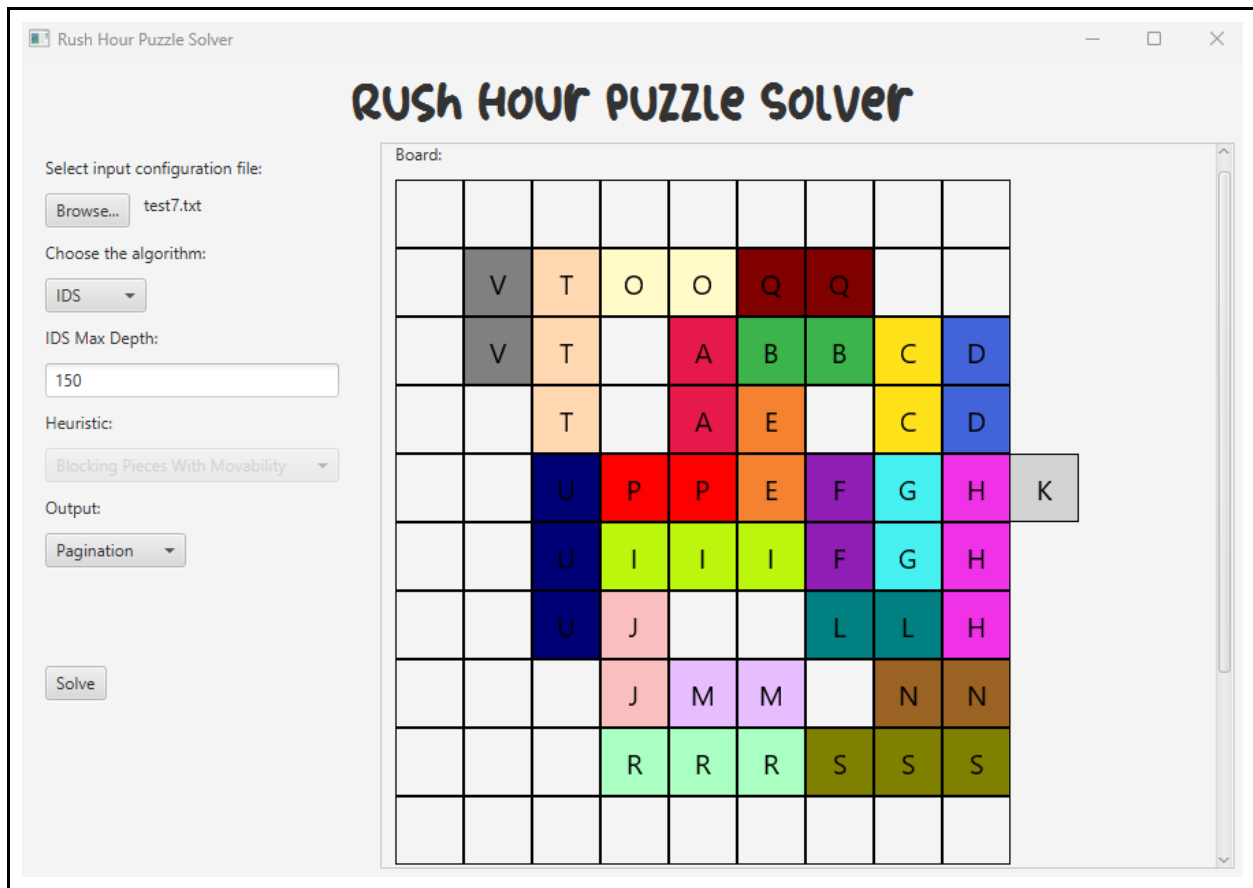 Rush Hour Puzzle Solver
Rush Hour Puzzle Solver
Select input configuration file:
Browse... test7.txt
Choose the algorithm:
IDS
IDS Max Depth:
150
Heuristic:
Blocking Pieces With Movability
Output:
Pagination
Solve
Board:
V T O O Q Q
V T A B B C D
T A E C D
U P P E F G H K
U I I I F G H
U J L L H
J M M N N
R R R S S S